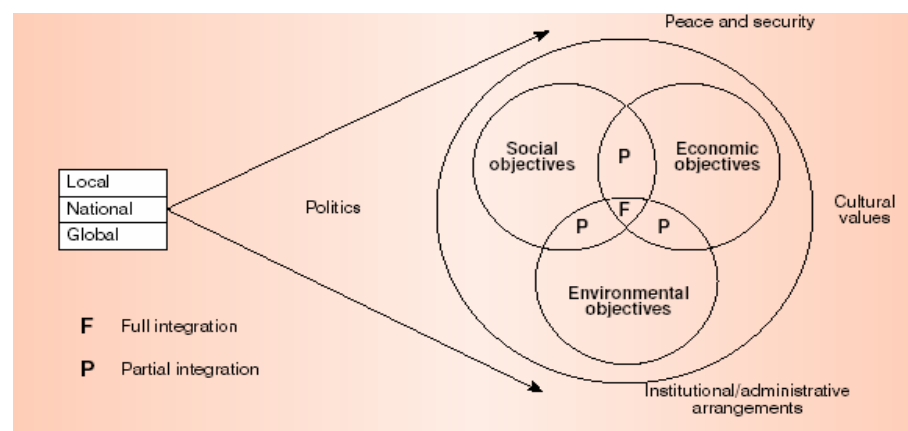 Peace and security
Social
objectives
P
Economic
objectives
Local
National
Global
Politics
Cultural
values
F
P
P
Environmental
objectives
F Full integration
P Partial integration
Institutional/administrative
arrangements